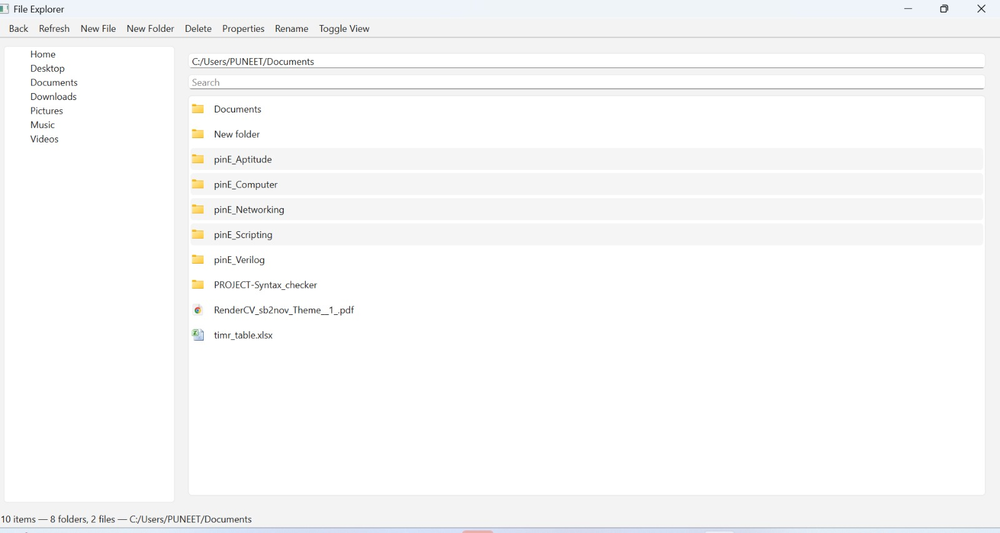 File Explorer
Back Refresh New File New Folder Delete Properties Rename Toggle View
Home
Desktop
Documents
Downloads
Pictures
Music
Videos
C:/Users/PUNEET/Documents
Search
Documents
New folder
pinE_Aptitude
pinE_Computer
pinE_Networking
pinE_Scripting
pinE_Verilog
PROJECT-Syntax_checker
RenderCV_sb2nov_Theme__1_.pdf
timr_table.xlsx
10 items — 8 folders, 2 files — C:/Users/PUNEET/Documents